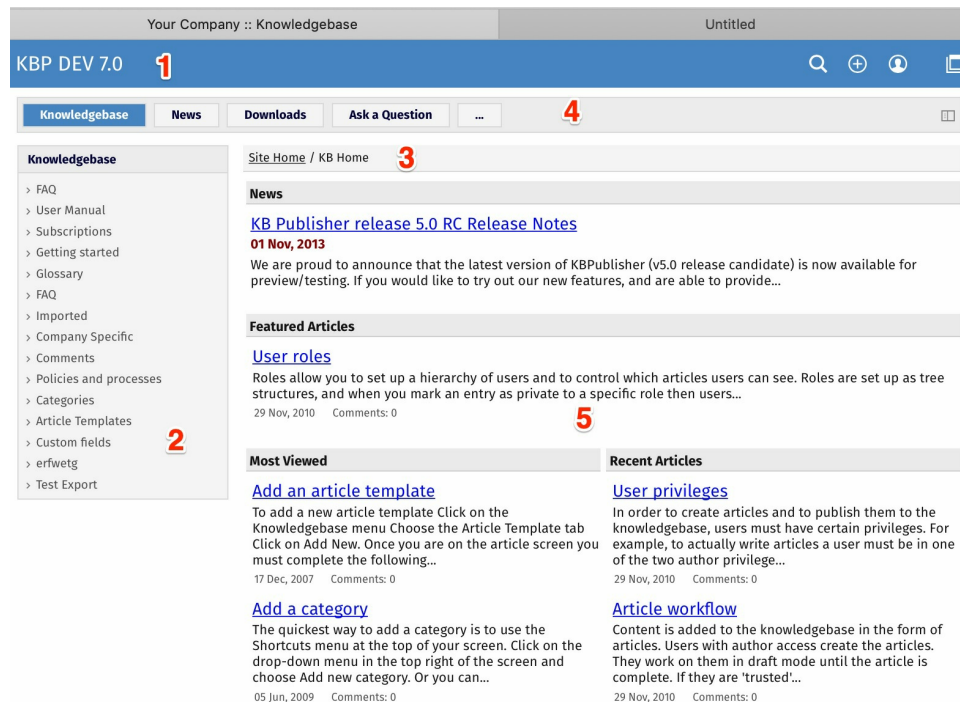 Your Company :: Knowledgebase
Untitled
KBP DEV 7.0
1
Knowledgebase
News
Downloads
Ask a Question
...
4
Knowledgebase
> FAQ
> User Manual
> Subscriptions
> Getting started
> Glossary
> FAQ
> Imported
> Company Specific
> Comments
> Policies and processes
> Categories
> Article Templates
> Custom fields
> erfwetg
> Test Export
2
Site Home / KB Home
3
News
KB Publisher release 5.0 RC Release Notes
01 Nov, 2013
We are proud to announce that the latest version of KBPublisher (v5.0 release candidate) is now available for
preview/testing. If you would like to try out our new features, and are able to provide...
Featured Articles
User roles
Roles allow you to set up a hierarchy of users and to control which articles users can see. Roles are set up as tree
structures, and when you mark an entry as private to a specific role then users...
29 Nov, 2010 Comments: 0
5
Most Viewed
Add an article template
To add a new article template Click on the
Knowledgebase menu Choose the Article Template tab
Click on Add New. Once you are on the article screen you
must complete the following...
17 Dec, 2007 Comments: 0
Add a category
The quickest way to add a category is to use the
Shortcuts menu at the top of your screen. Click on the
drop-down menu in the top right of the screen and
choose Add new category. Or you can...
05 Jun, 2009 Comments: 0
Recent Articles
User privileges
In order to create articles and to publish them to the
knowledgebase, users must have certain privileges. For
example, to actually write articles a user must be in one
of the two author privilege...
29 Nov, 2010 Comments: 0
Article workflow
Content is added to the knowledgebase in the form of
articles. Users with author access create the articles.
They work on them in draft mode until the article is
complete. If they are 'trusted'...
29 Nov, 2010 Comments: 0